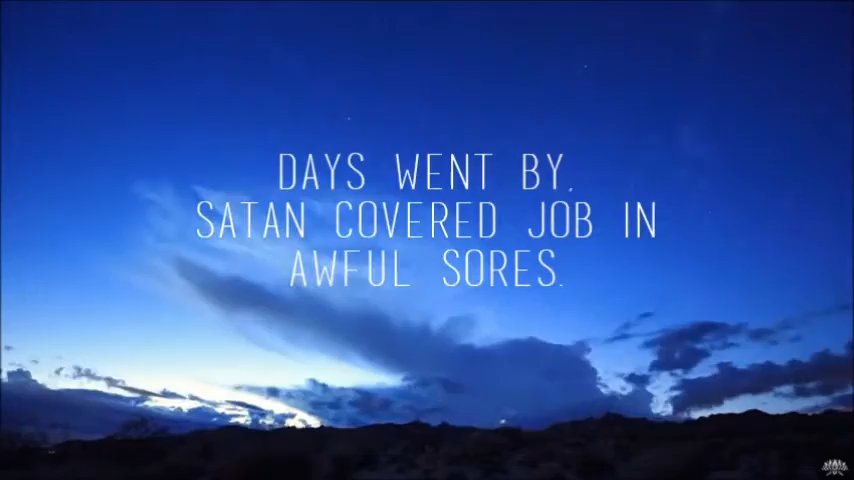 DAYS WENT BY,
SATAN COVERED JOB IN
AWFUL SORES.